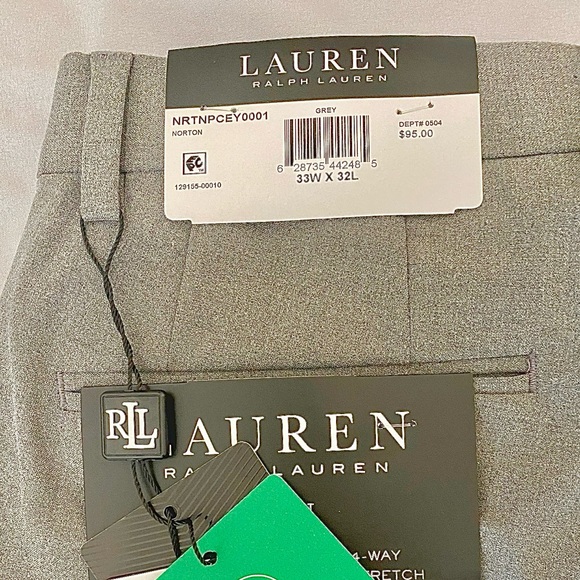 LAUREN
RALPH LAUREN
NRTNPCEY0001
NORTON
GREY
DEPT# 0504
$95.00
6 28735 44248 5
33W X 32L
129155-00010
RLL
LAUREN
RALPH LAUREN
4-WAY